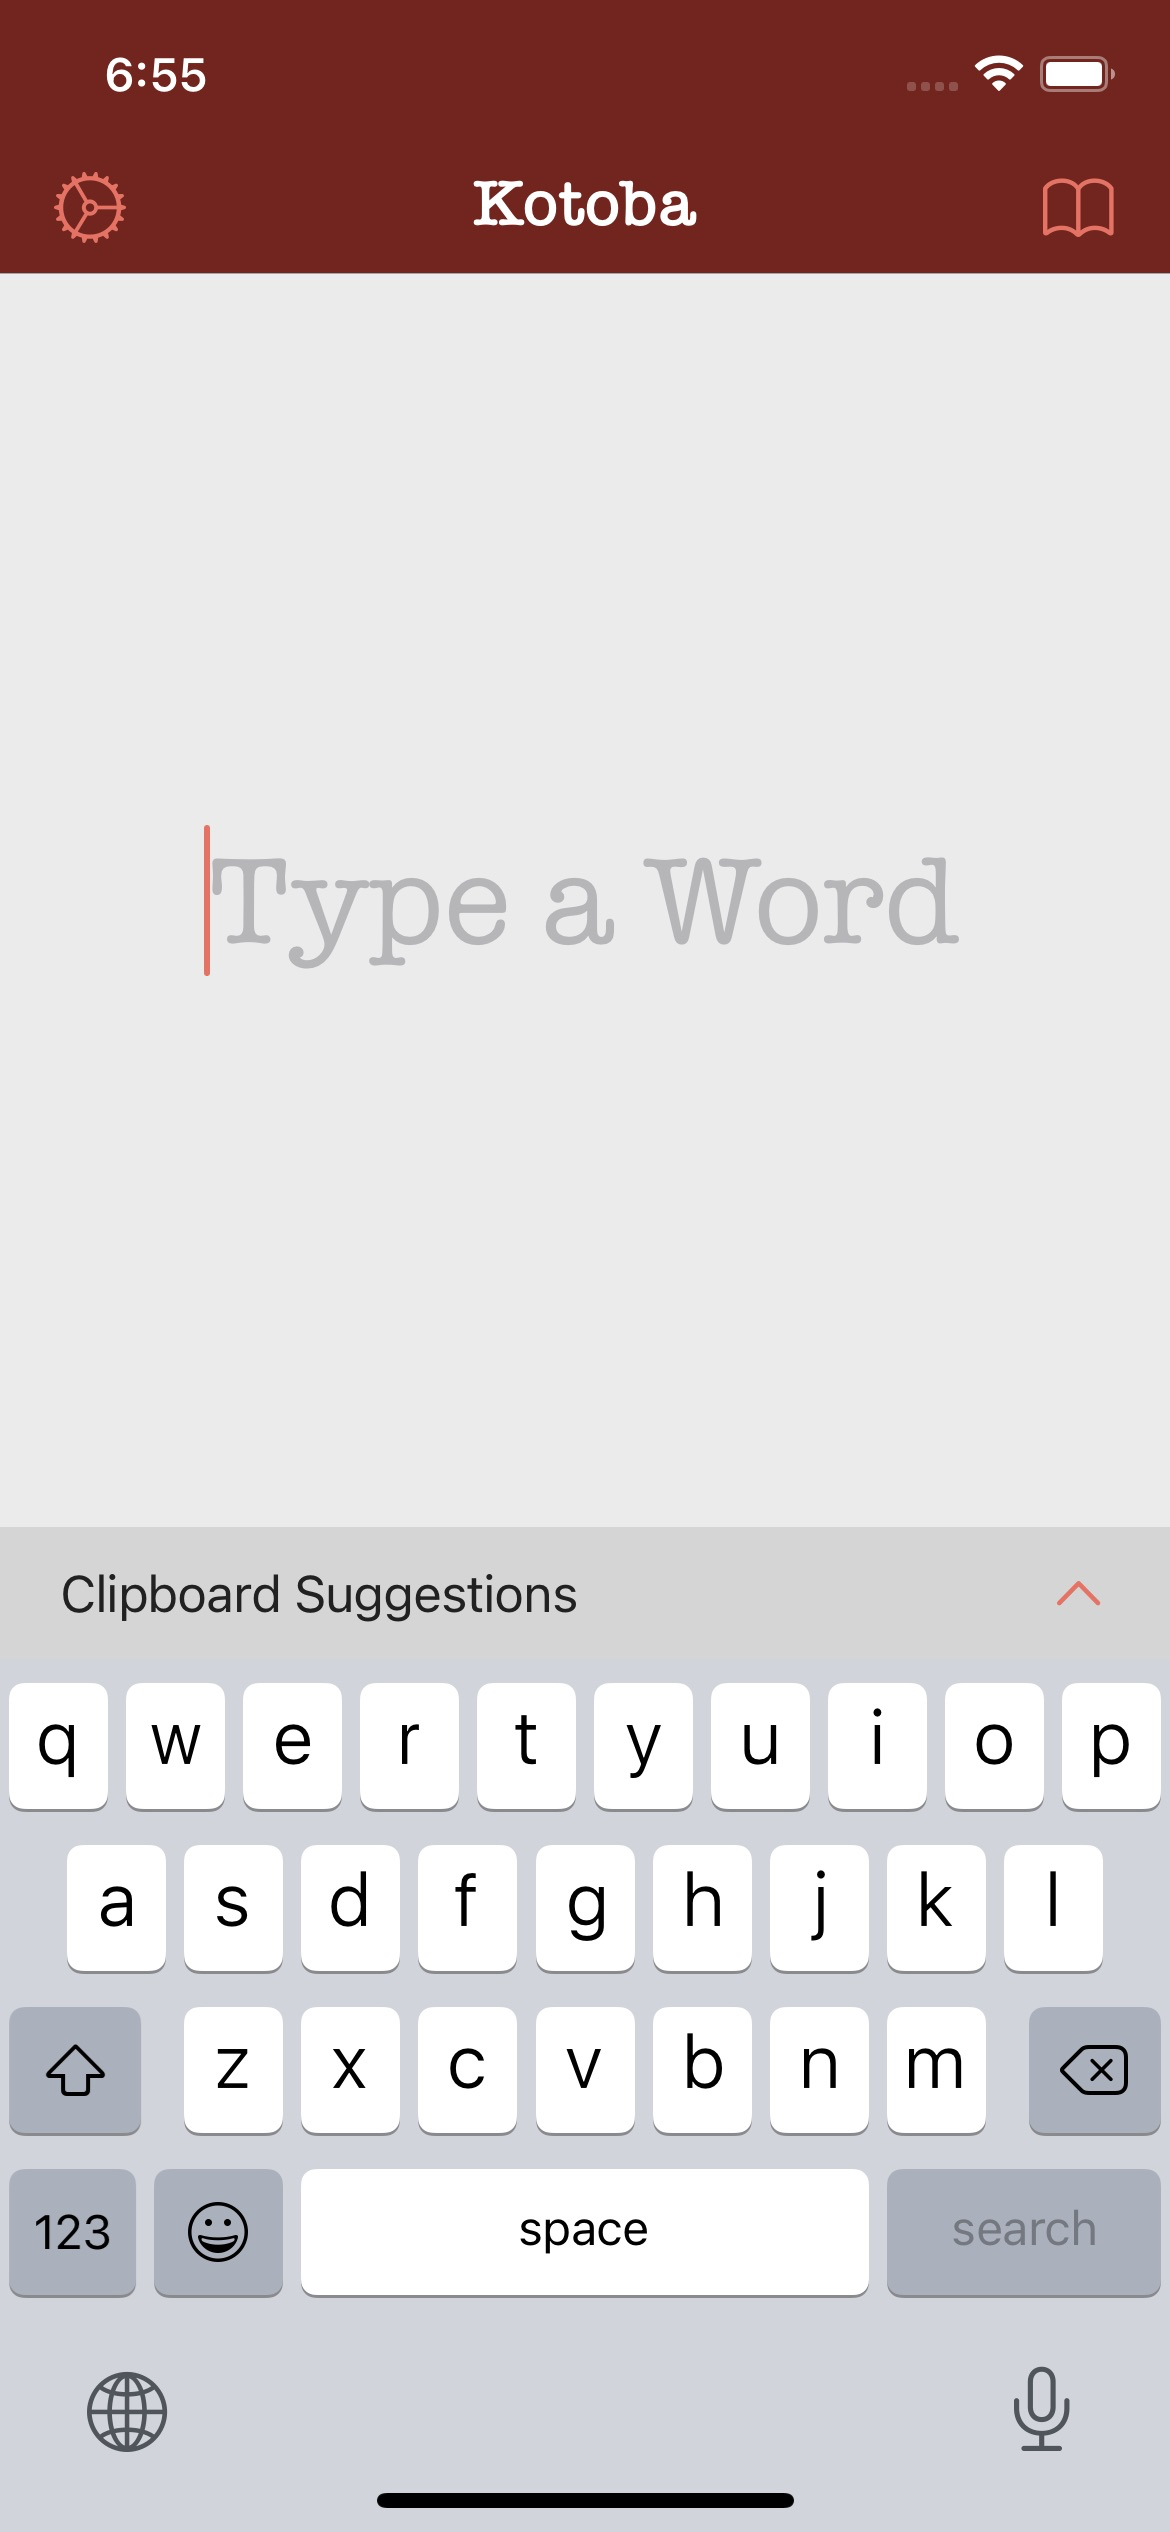 6:55
Kotoba
Type a Word
Clipboard Suggestions
q w e r t y u i o p
a s d f g h j k l
z x c v b n m
123 space search